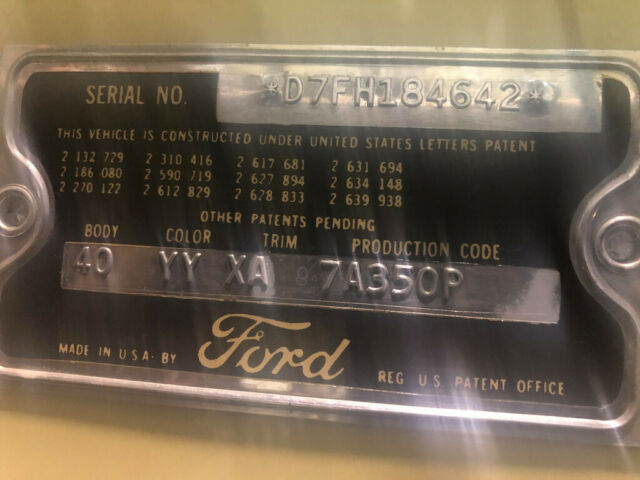 SERIAL NO. *D7FH184642*
THIS VEHICLE IS CONSTRUCTED UNDER UNITED STATES LETTERS PATENT
2 132 729 2 310 416 2 617 681 2 631 694
2 186 080 2 590 719 2 627 894 2 634 148
2 270 122 2 612 829 2 628 833 2 639 938
OTHER PATENTS PENDING
BODY COLOR TRIM PRODUCTION CODE
40 YY XA 7A350P
MADE IN U.S.A. BY Ford REG U.S. PATENT OFFICE